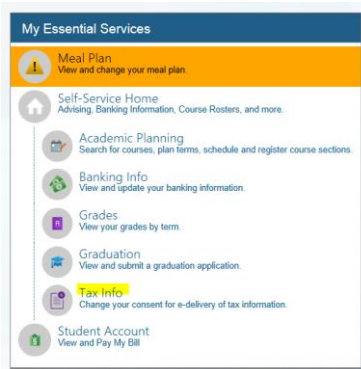 My Essential Services
Meal Plan
View and change your meal plan.
Self-Service Home
Advising, Banking Information, Course Rosters, and more.
Academic Planning
Search for courses, plan terms, schedule and register course sections.
Banking Info
View and update your banking information.
Grades
View your grades by term.
Graduation
View and submit a graduation application.
Tax Info
Change your consent for e-delivery of tax information.
Student Account
View and Pay My Bill